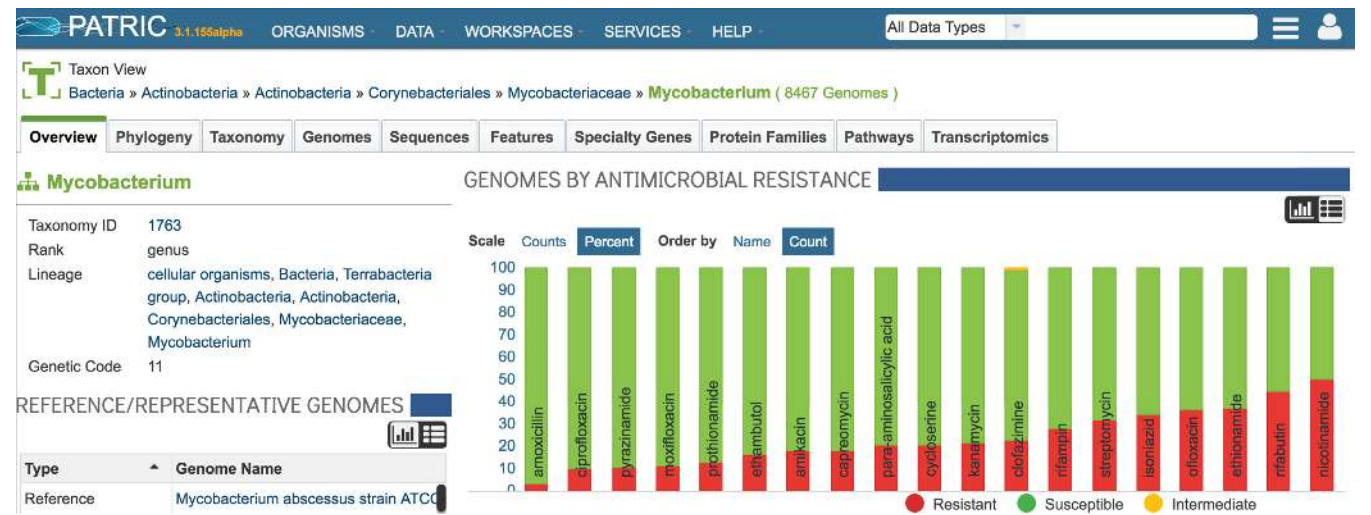 PATRIC 3.1.155alpha ORGANISMS DATA WORKSPACES SERVICES HELP All Data Types
Taxon View
T Bacteria » Actinobacteria » Actinobacteria » Corynebacteriales » Mycobacteriaceae » Mycobacterium ( 8467 Genomes )
Overview Phylogeny Taxonomy Genomes Sequences Features Specialty Genes Protein Families Pathways Transcriptomics
Mycobacterium
Taxonomy ID 1763
Rank genus
Lineage cellular organisms, Bacteria, Terrabacteria
group, Actinobacteria, Actinobacteria,
Corynebacteriales, Mycobacteriaceae,
Mycobacterium
Genetic Code 11
REFERENCE/REPRESENTATIVE GENOMES
Type Genome Name
Reference Mycobacterium abscessus strain ATCC
GENOMES BY ANTIMICROBIAL RESISTANCE
Scale Counts Percent Order by Name Count
100
90
80
70
60
50
40
30
20
10
0
amoxicillin
ciprofloxacin
pyrazinamide
moxifloxacin
prothionamide
ethambutol
amikacin
capreomycin
para-aminosalicylic acid
cycloserine
kanamycin
clofazimine
rifampin
streptomycin
isoniazid
ofloxacin
ethionamide
rifabutin
nicotinamide
Resistant Susceptible Intermediate